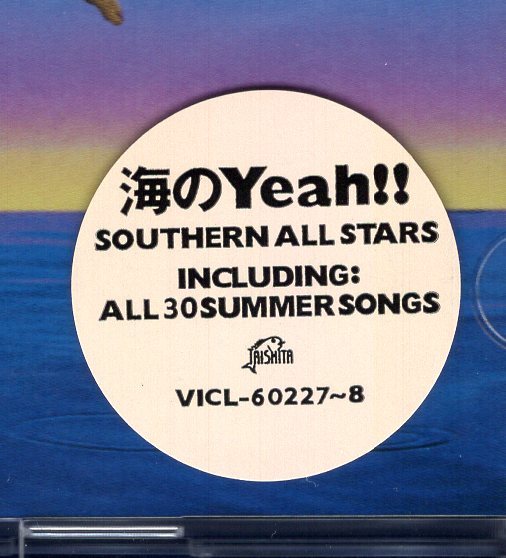 海のYeah!!
SOUTHERN ALL STARS
INCLUDING:
ALL 30 SUMMER SONGS
TAISHITA
VICL-60227~8